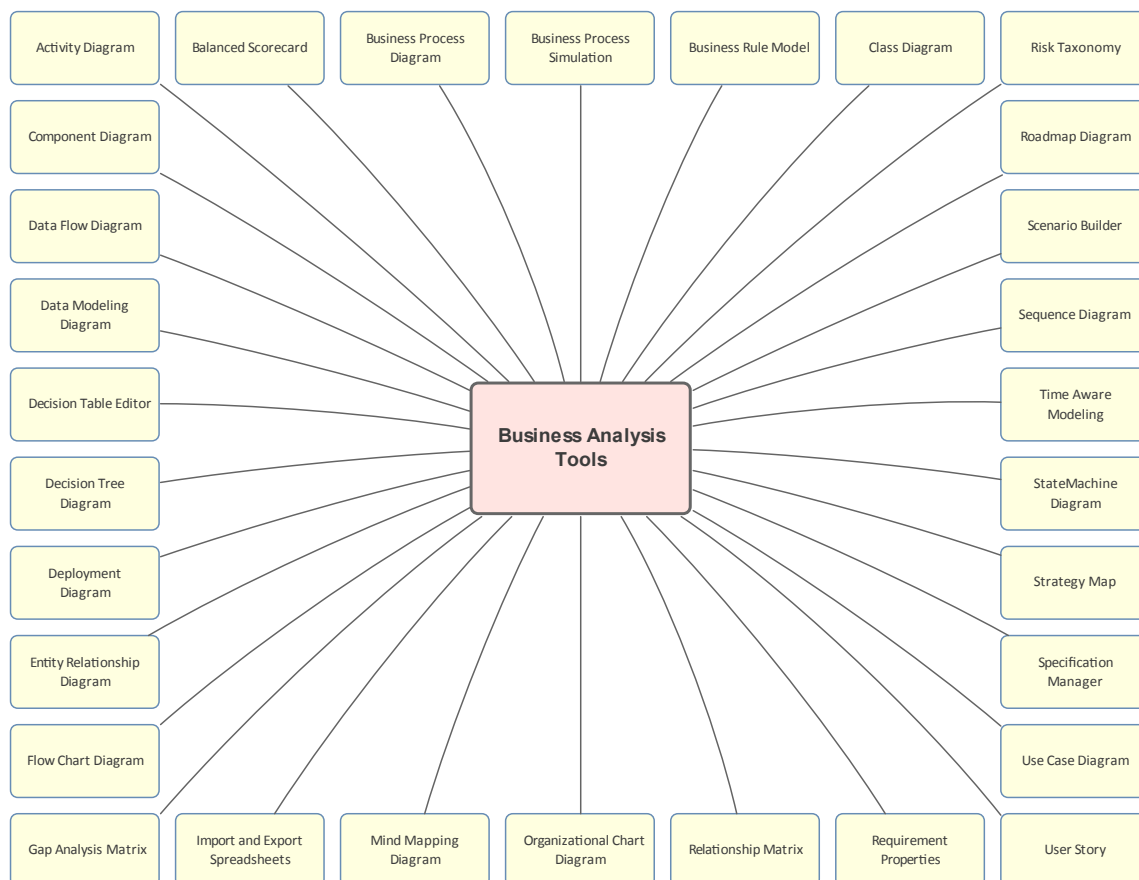 Activity Diagram
Balanced Scorecard
Business Process
Diagram
Business Process
Simulation
Business Rule Model
Class Diagram
Risk Taxonomy
Component Diagram
Roadmap Diagram
Data Flow Diagram
Scenario Builder
Data Modeling
Diagram
Sequence Diagram
Decision Table Editor
Time Aware
Modeling
Business Analysis
Tools
Decision Tree
Diagram
StateMachine
Diagram
Deployment
Diagram
Strategy Map
Entity Relationship
Diagram
Specification
Manager
Flow Chart Diagram
Use Case Diagram
Gap Analysis Matrix
Import and Export
Spreadsheets
Mind Mapping
Diagram
Organizational Chart
Diagram
Relationship Matrix
Requirement
Properties
User Story